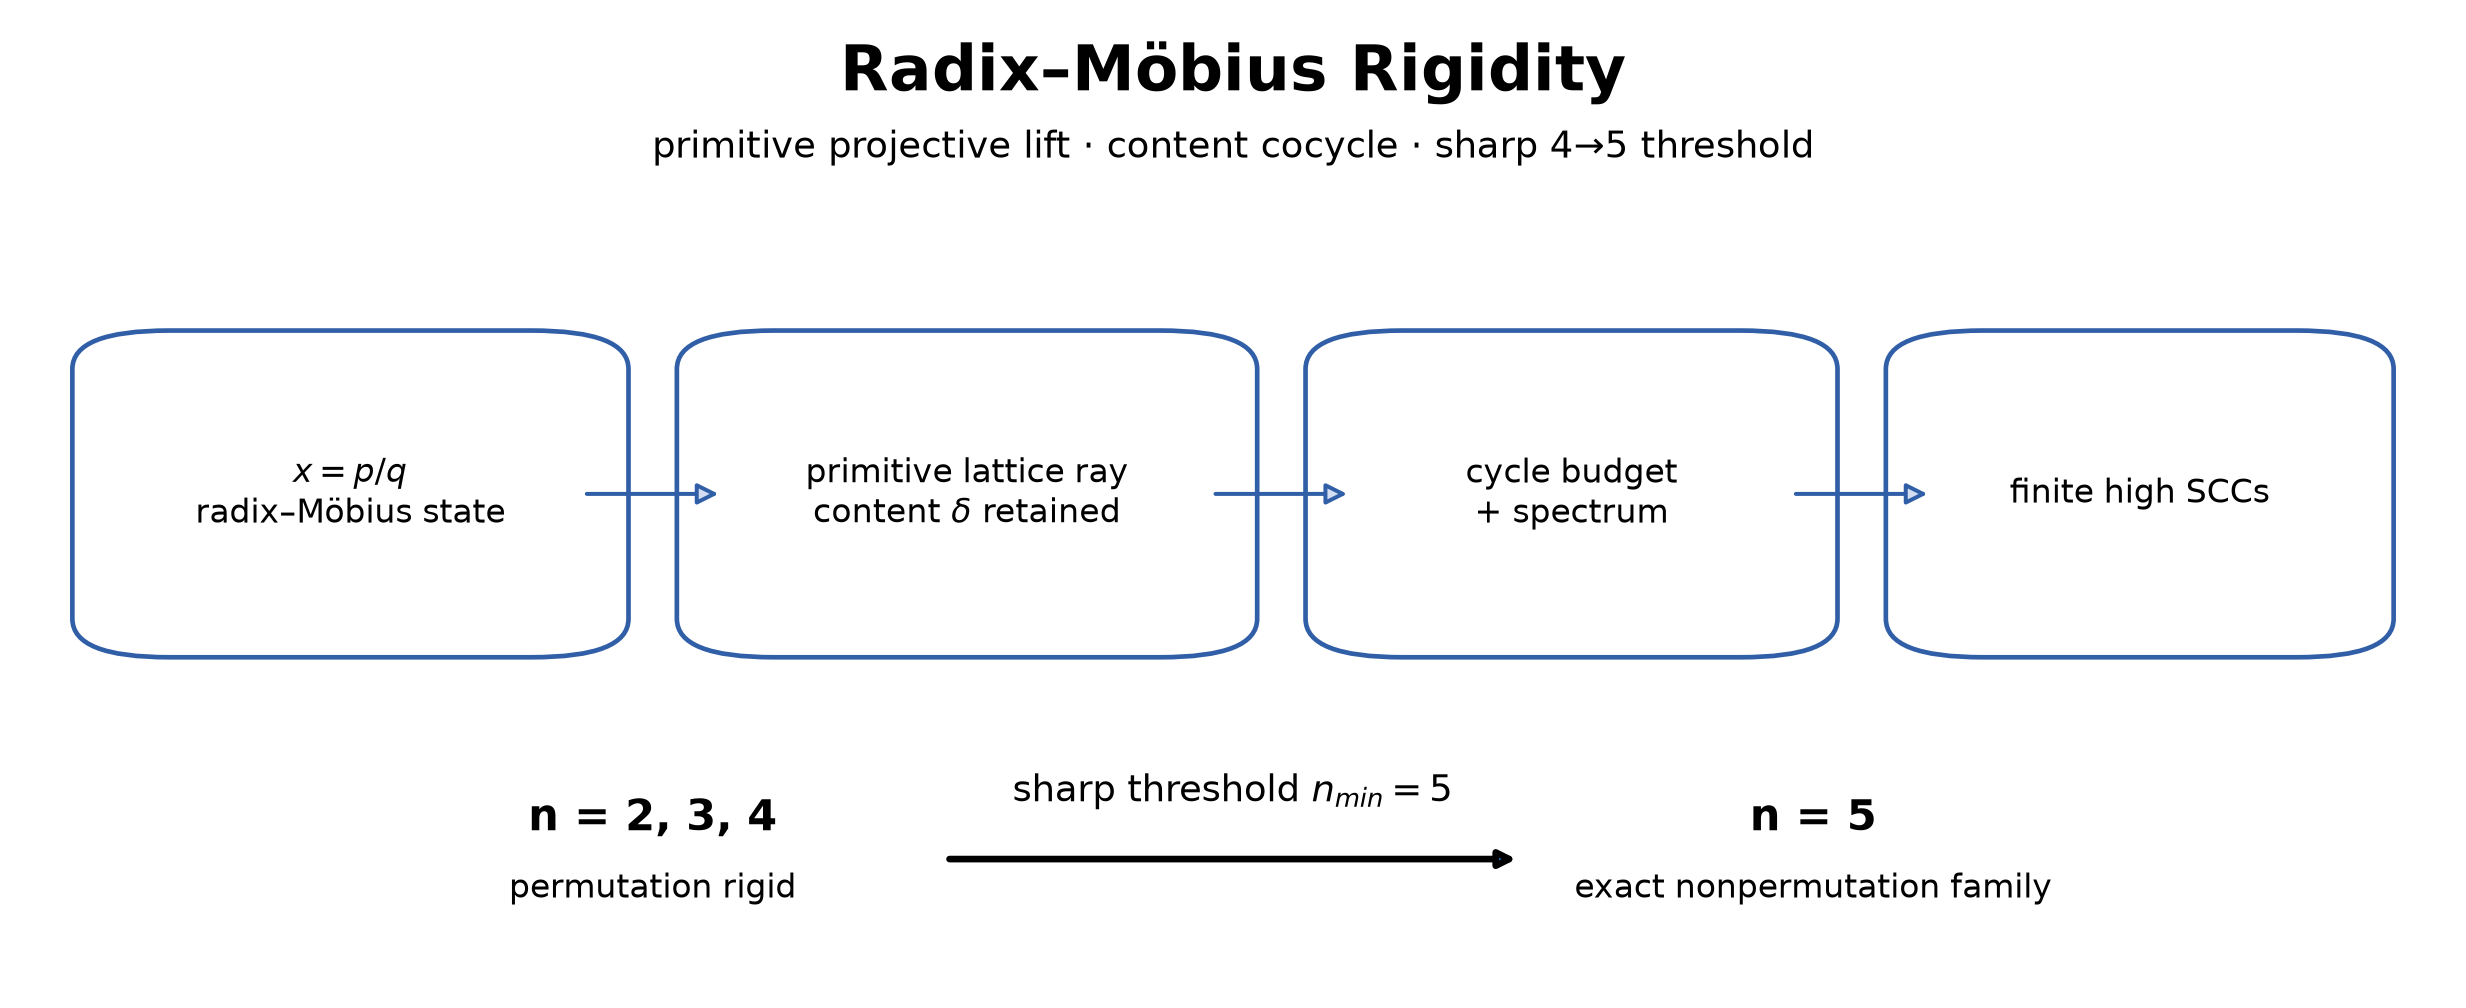 Radix–Möbius Rigidity
primitive projective lift · content cocycle · sharp 4→5 threshold
x = p/q
radix–Möbius state
primitive lattice ray
content δ retained
cycle budget
+ spectrum
finite high SCCs
sharp threshold n_min = 5
n = 2, 3, 4
permutation rigid
n = 5
exact nonpermutation family